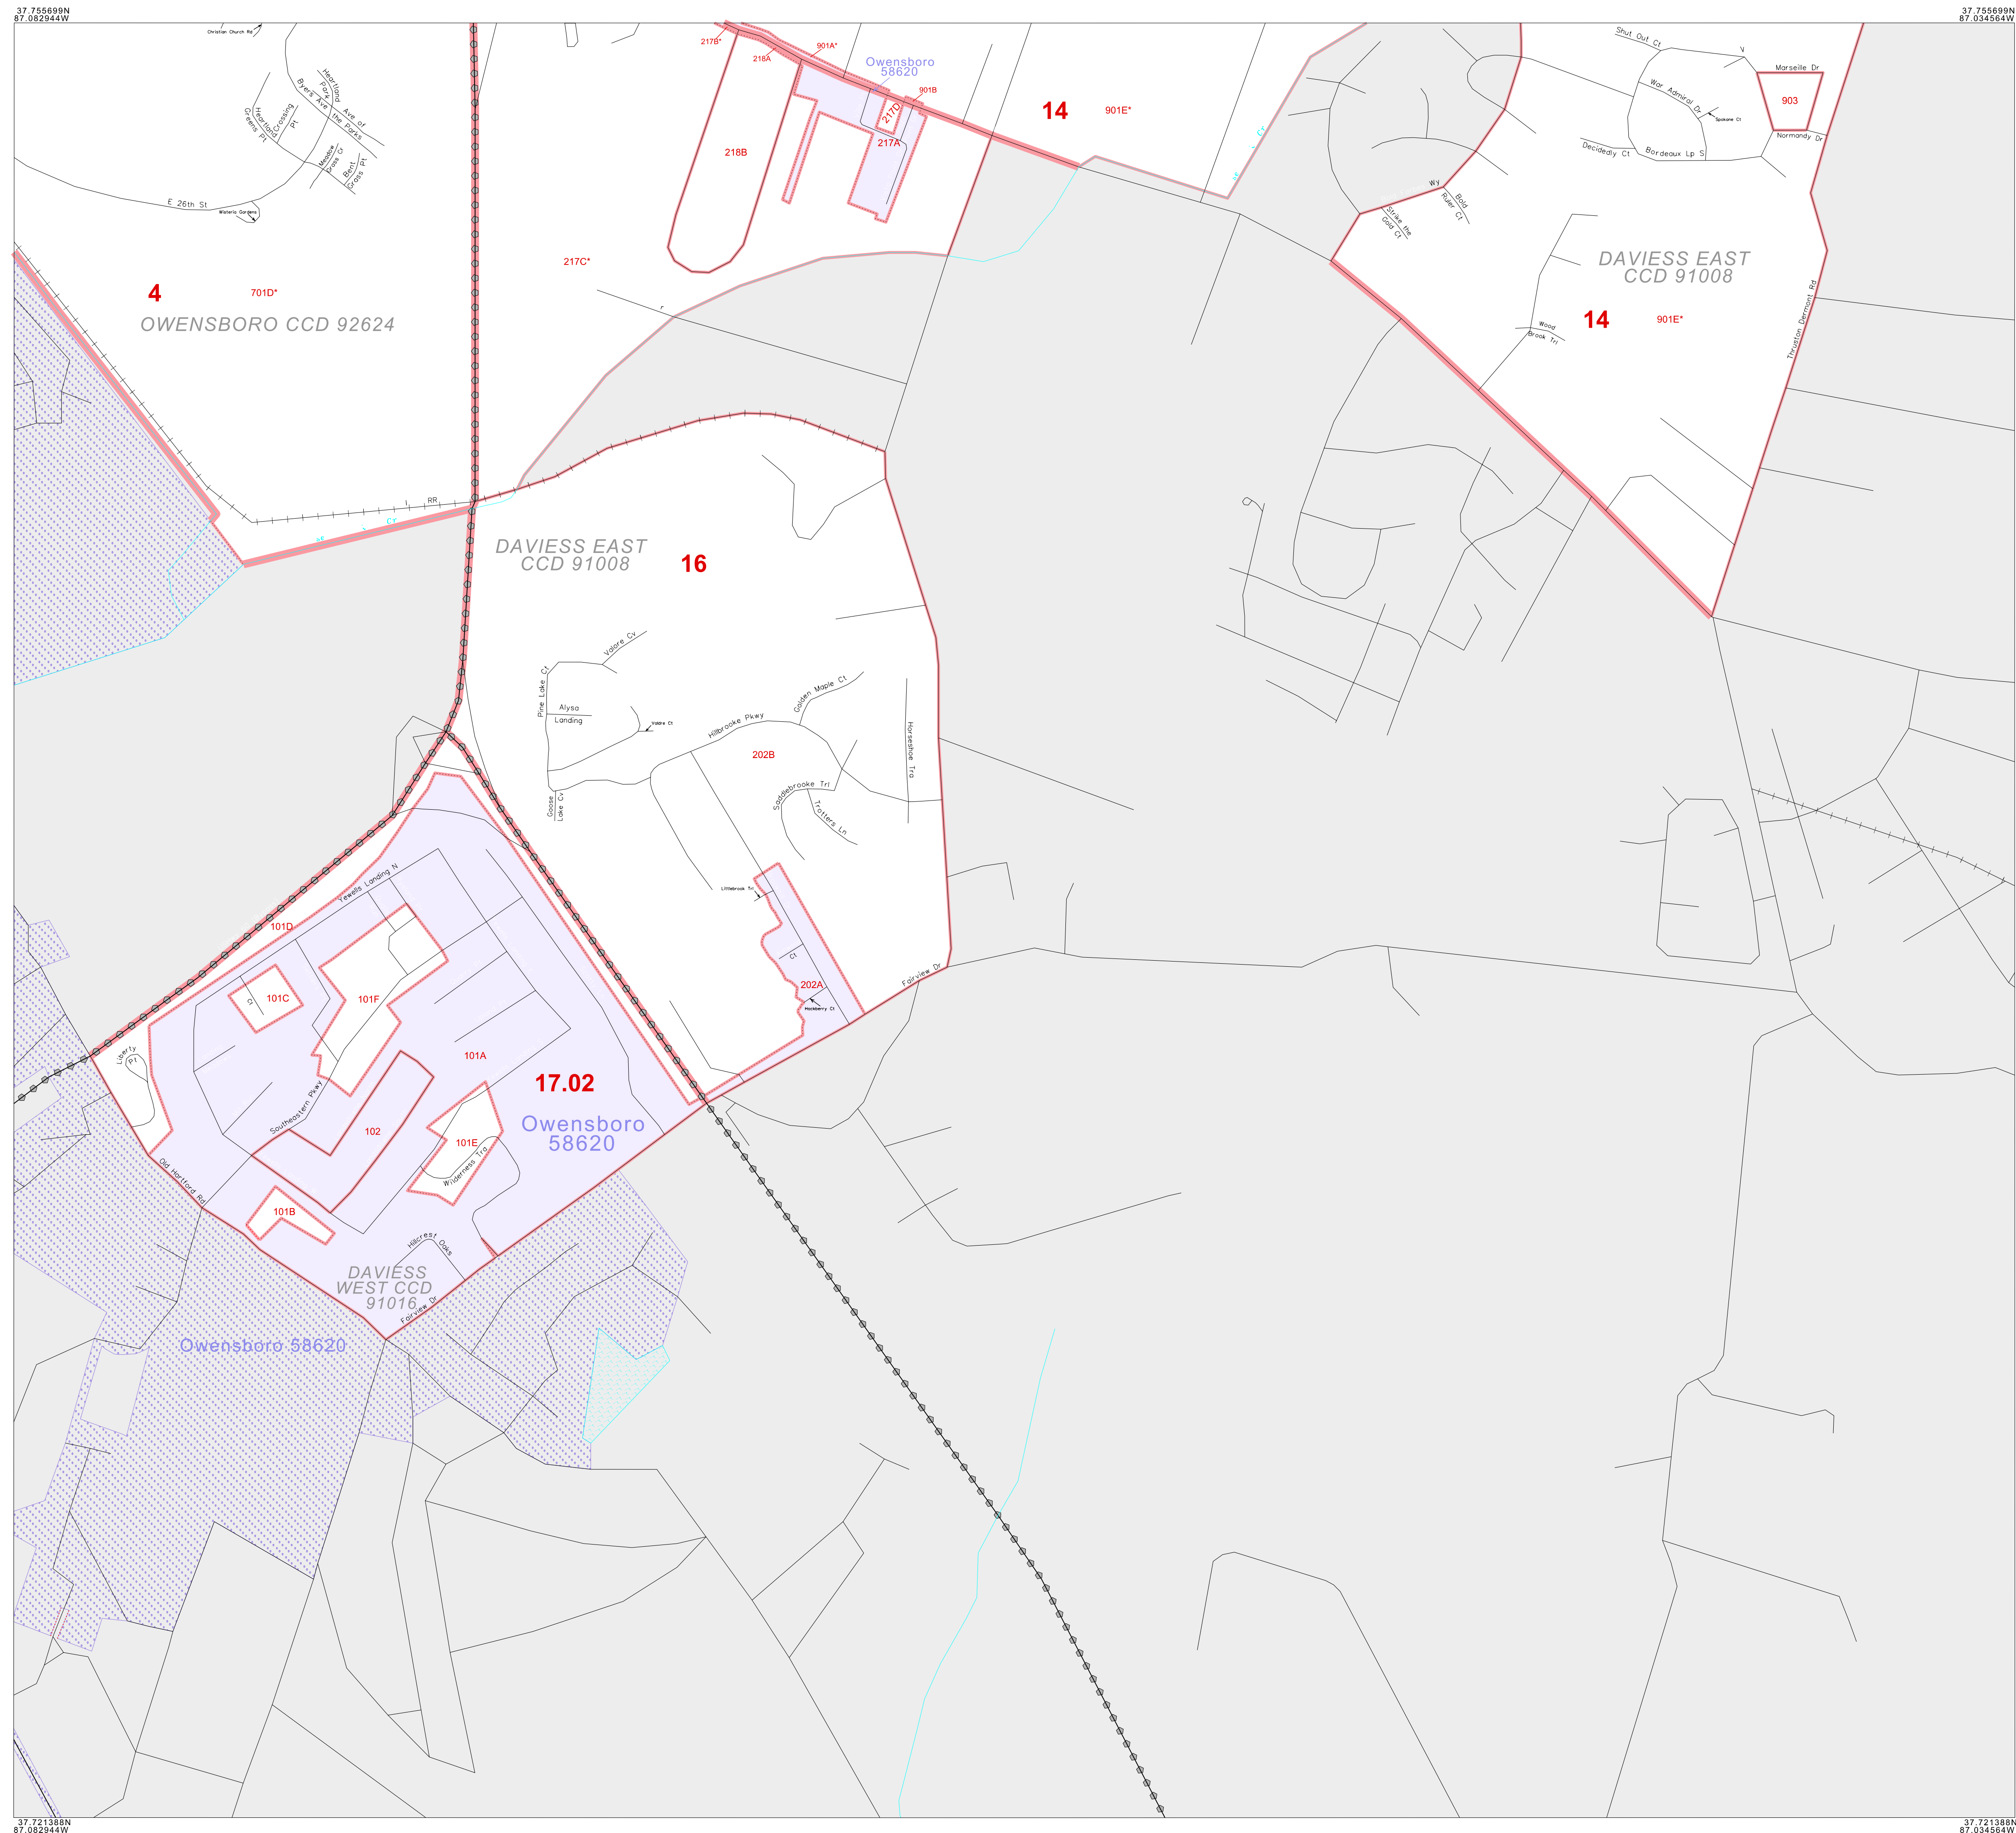 37.755699N
87.082944W
37.755699N
87.034564W
Christian Church Rd
217B*
218A
901A*
Owensboro
58620
901B
217D
217A
14
901E*
Shut Out Ct
War Admiral Dr
Spokane Ct
Marseille Dr
903
Normandy Dr
Decidedly Ct
Bordeaux Lp S
Heartland
Park
Byers Ave
Ave of
the Parks
Heartland
Crossing
Pt
Heartland
Greens Pt
Meadow
Grass Cr
Bent
Grass Pt
E 26th St
Wisteria Gardens
218B
Wy
Bold
Ruler Ct
Strike the
Gold Ct
217C*
4
701D*
OWENSBORO CCD 92624
DAVIESS EAST
CCD 91008
14
901E*
Thruston Dermont Rd
Wood
Brook Trl
r
RR
DAVIESS EAST
CCD 91008
16
Valore Cv
Pine Lake Ct
Alysa
Landing
Valore Ct
Golden Maple Ct
Hillbrooke Pkwy
Horseshoe Tra
202B
Saddlebrooke Trl
Trotters Ln
Goose
Lake Cv
Littlebrook Trl
Yewells Landing N
101D
Ct
202A
Hackberry Ct
Fairview Dr
101C
Ct
101F
101A
Liberty
Pt
17.02
Owensboro
58620
Southeastern Pkwy
102
101E
Wilderness Tra
Old Hartford Rd
101B
Hillcrest Oaks
DAVIESS
WEST CCD
91016
Fairview Dr
Owensboro 58620
37.721388N
87.082944W
37.721388N
87.034564W